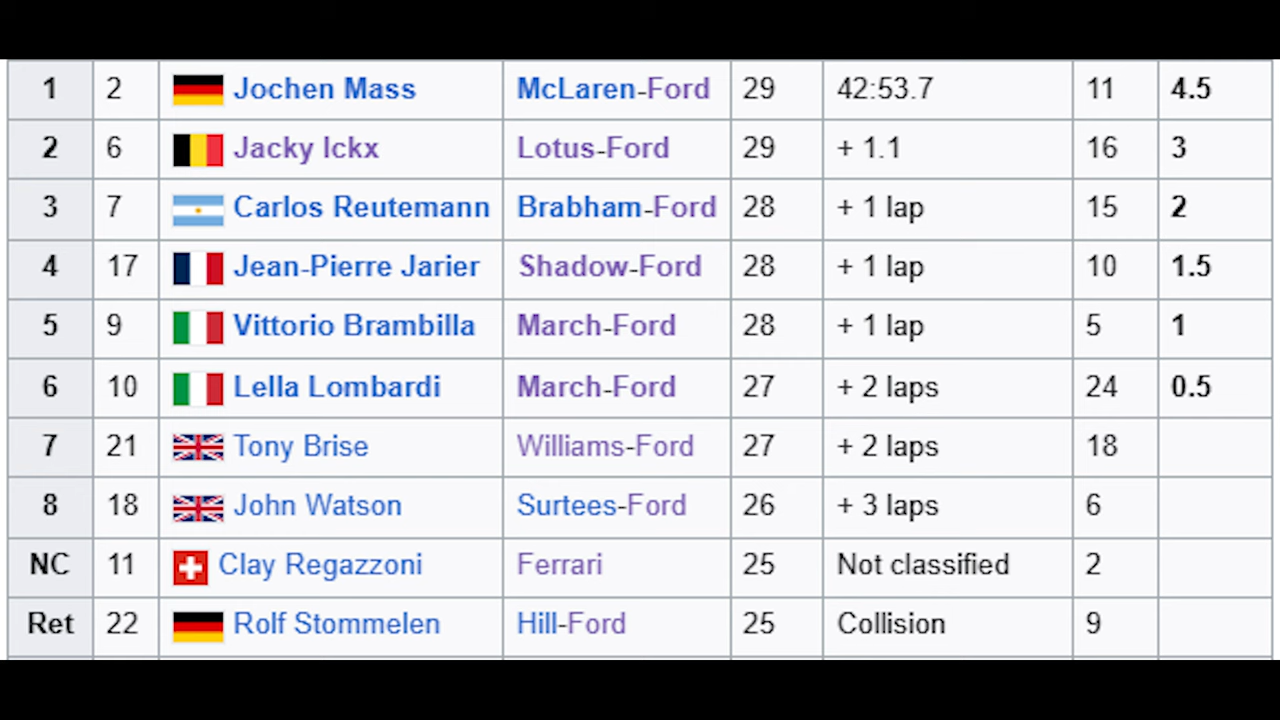 1 2 Jochen Mass McLaren-Ford 29 42:53.7 11 4.5
2 6 Jacky Ickx Lotus-Ford 29 + 1.1 16 3
3 7 Carlos Reutemann Brabham-Ford 28 + 1 lap 15 2
4 17 Jean-Pierre Jarier Shadow-Ford 28 + 1 lap 10 1.5
5 9 Vittorio Brambilla March-Ford 28 + 1 lap 5 1
6 10 Lella Lombardi March-Ford 27 + 2 laps 24 0.5
7 21 Tony Brise Williams-Ford 27 + 2 laps 18
8 18 John Watson Surtees-Ford 26 + 3 laps 6
NC 11 Clay Regazzoni Ferrari 25 Not classified 2
Ret 22 Rolf Stommelen Hill-Ford 25 Collision 9